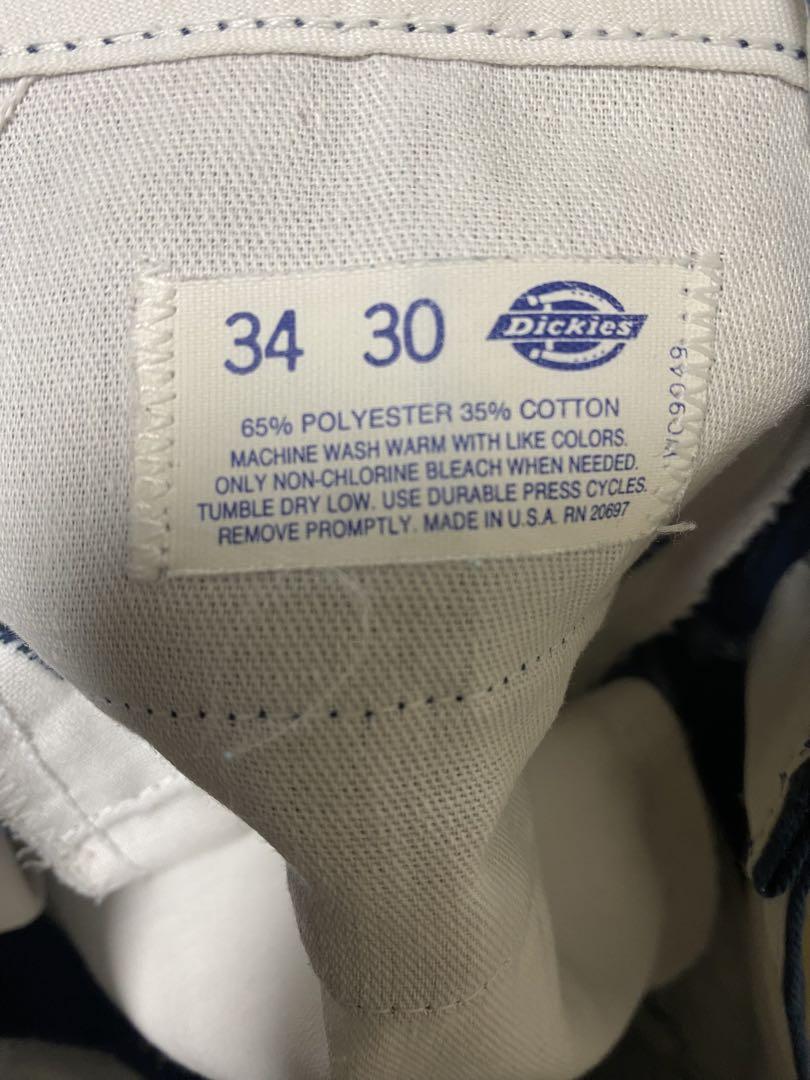 34 30 Dickies
65% POLYESTER 35% COTTON
MACHINE WASH WARM WITH LIKE COLORS.
ONLY NON-CHLORINE BLEACH WHEN NEEDED.
TUMBLE DRY LOW. USE DURABLE PRESS CYCLES.
REMOVE PROMPTLY. MADE IN U.S.A. RN 20697